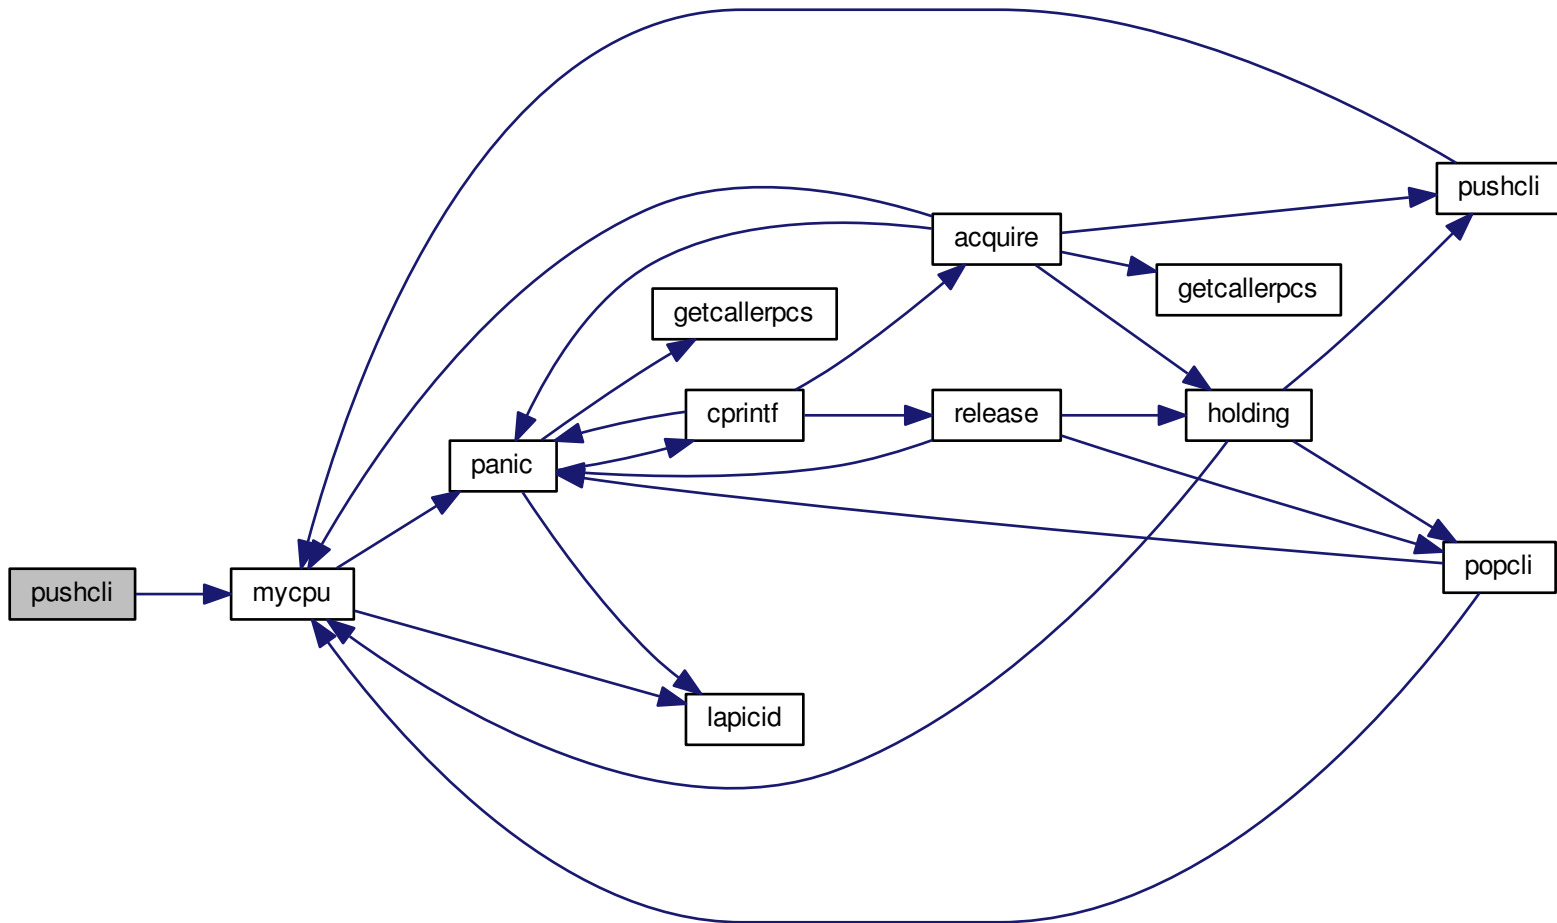 pushcli
acquire
getcallerpcs
getcallerpcs
cprintf
release
holding
panic
popcli
pushcli
mycpu
lapicid